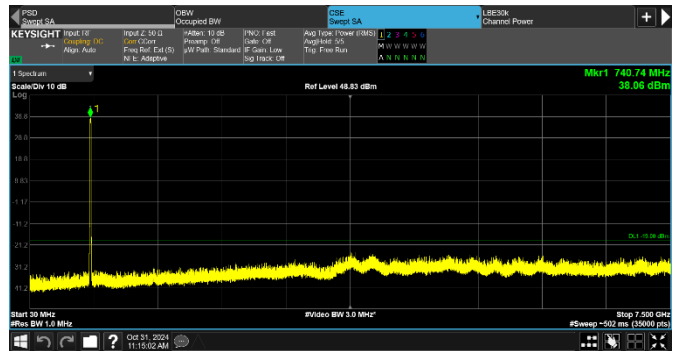 PSD
Swept SA
OBW
Occupied BW
CSE
Swept SA
LBE30k
Channel Power
KEYSIGHT
Input: RF
Coupling: DC
Align: Auto
Input Z: 50 Ω
Corr CCorr
Freq Ref: Ext (S)
NFE: Adaptive
#Atten: 10 dB
Preamp: Off
µW Path: Standard
PNO: Fast
Gate: Off
IF Gain: Low
Sig Track: Off
Avg Type: Power (RMS)
Avg|Hold: 5/5
Trig: Free Run
1 2 3 4 5 6
M W W W W W
A N N N N N
1 Spectrum
Mkr1 740.74 MHz
Scale/Div 10 dB
Ref Level 48.83 dBm
38.06 dBm
Log
1
38.8
28.8
18.8
8.83
-1.17
-11.2
-21.2
-31.2
-41.2
Start 30 MHz
#Video BW 3.0 MHz*
Stop 7.500 GHz
#Res BW 1.0 MHz
#Sweep ~502 ms (35000 pts)
?
Oct 31, 2024
11:15:02 AM